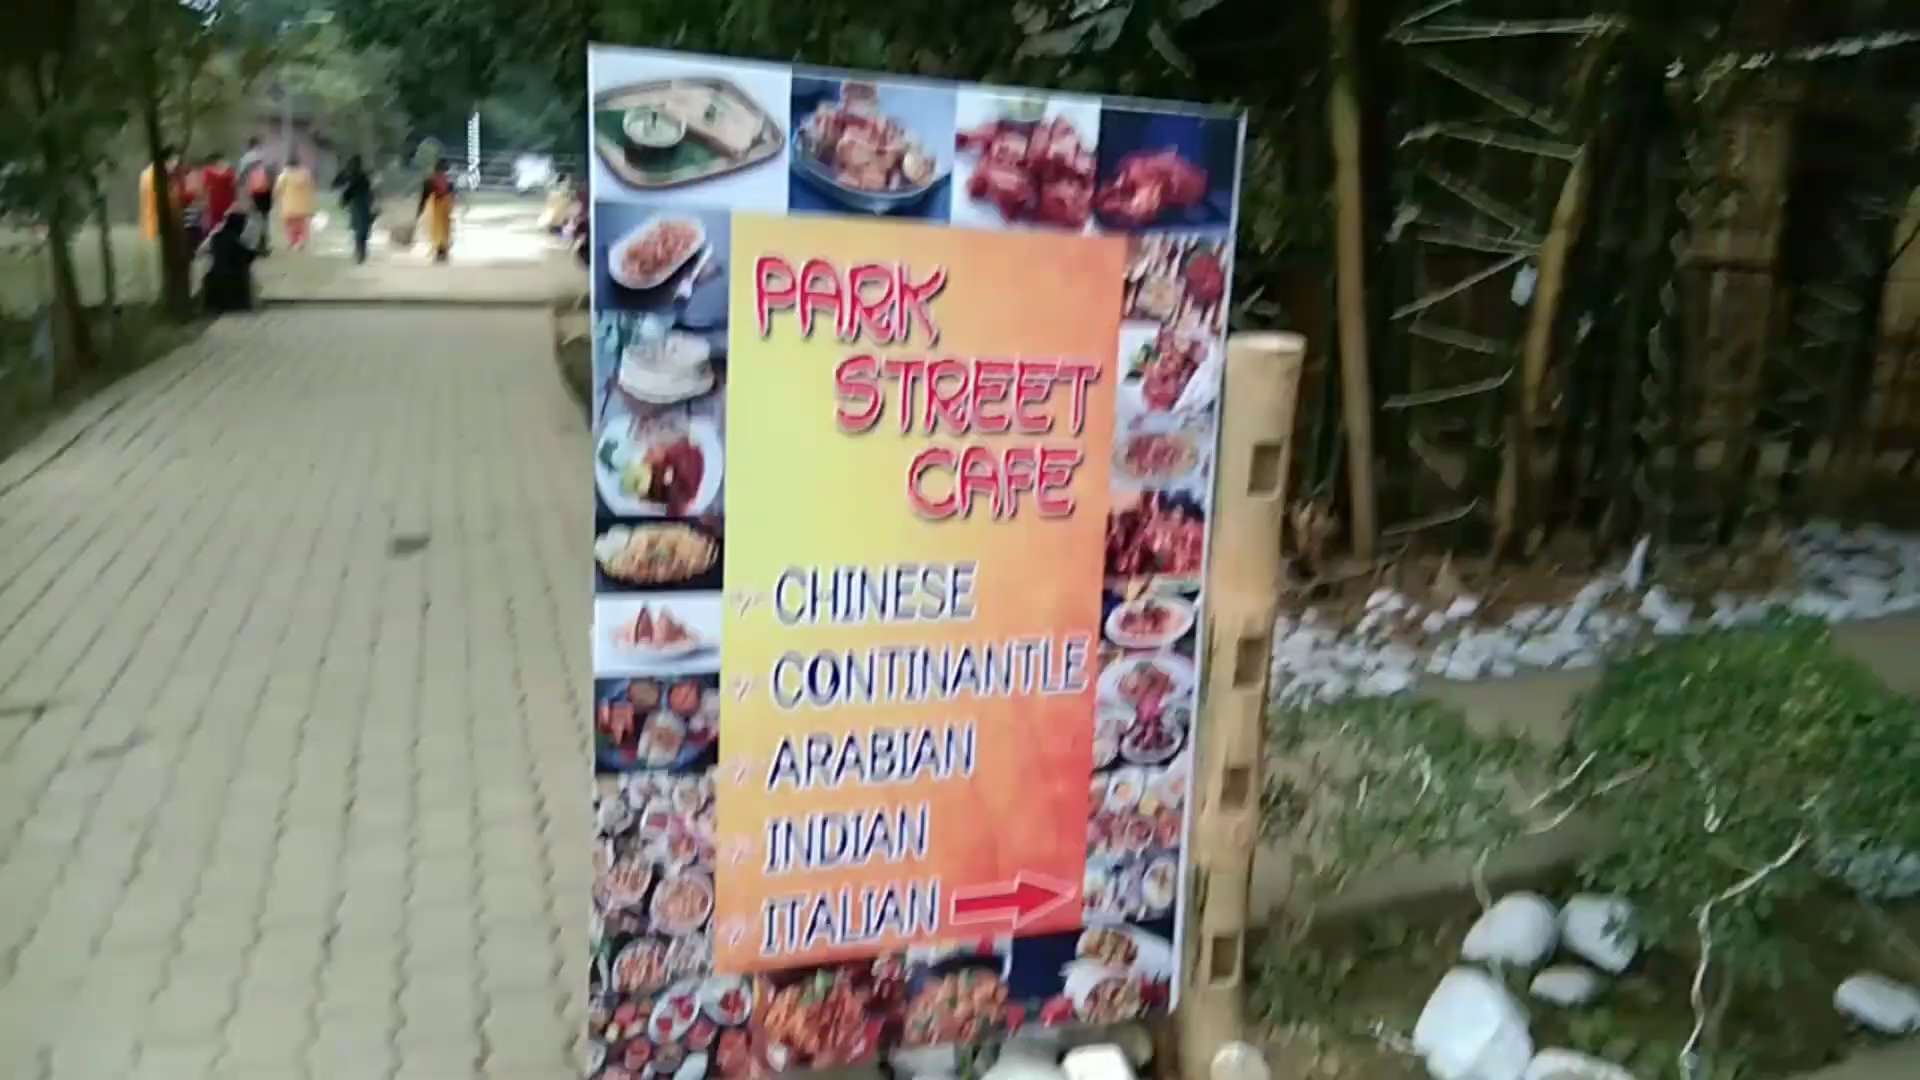 PARK
STREET
CAFE
CHINESE
CONTINANTLE
ARABIAN
INDIAN
ITALIAN